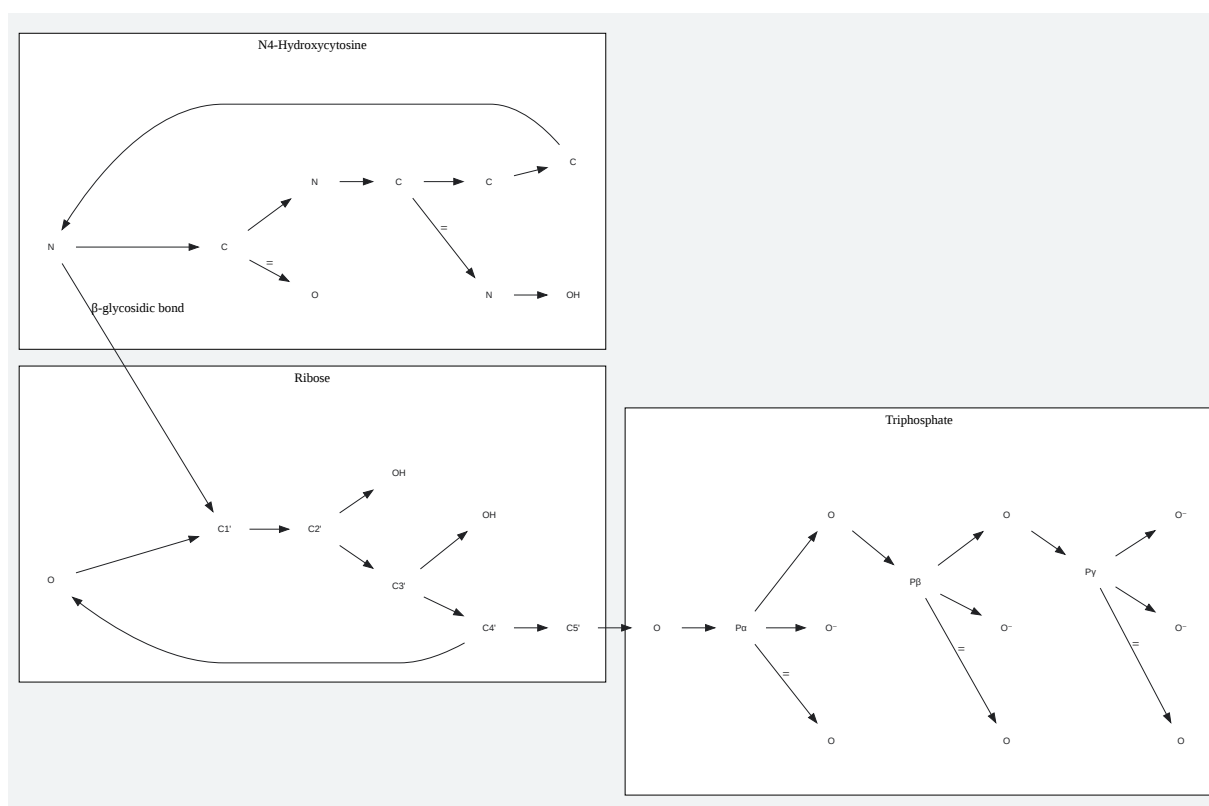 N4-Hydroxycytosine
C
N
C
C
N
C
=
=
O
N
OH
β-glycosidic bond
Ribose
OH
OH
C1'
C2'
O
C3'
C4'
C5'
Triphosphate
O
O
O⁻
Pβ
Pγ
O
Pα
O⁻
O⁻
O⁻
=
=
=
O
O
O